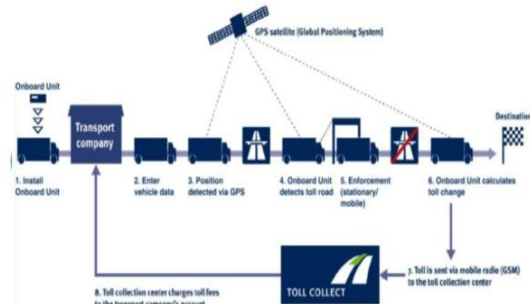 GPS satellite (Global Positioning System)
Onboard Unit
Transport
company
Destination
1. Install
Onboard Unit
2. Enter
vehicle data
3. Position
detected via GPS
4. Onboard Unit
detects toll road
5. Enforcement
(stationary/
mobile)
6. Onboard Unit calculates
toll change
7. Toll is sent via mobile radio (GSM)
to the toll collection center
TOLL COLLECT
8. Toll collection center charges toll fees
to the transport company's account